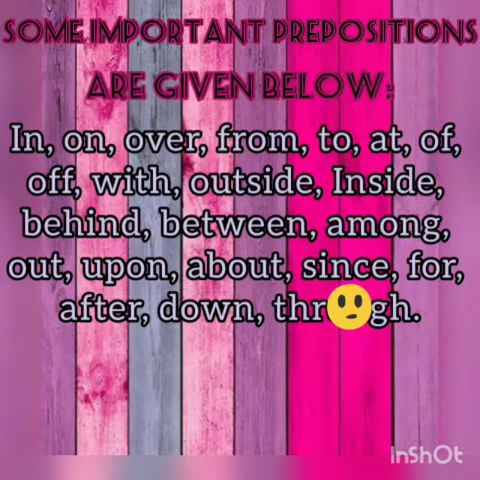 SOME IMPORTANT PREPOSITIONS
ARE GIVEN BELOW:
In, on, over, from, to, at, of,
off, with, outside, Inside,
behind, between, among,
out, upon, about, since, for,
after, down, thr🙂gh.
InShOt